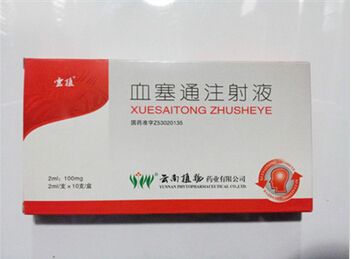 雲植
血塞通注射液
XUESAITONG ZHUSHEYE
国药准字Z53020135
2ml：100mg
2ml/支×10支/盒
云南植物药业有限公司
YUNNAN PHYTOPHARMACEUTICAL CO.,LTD.